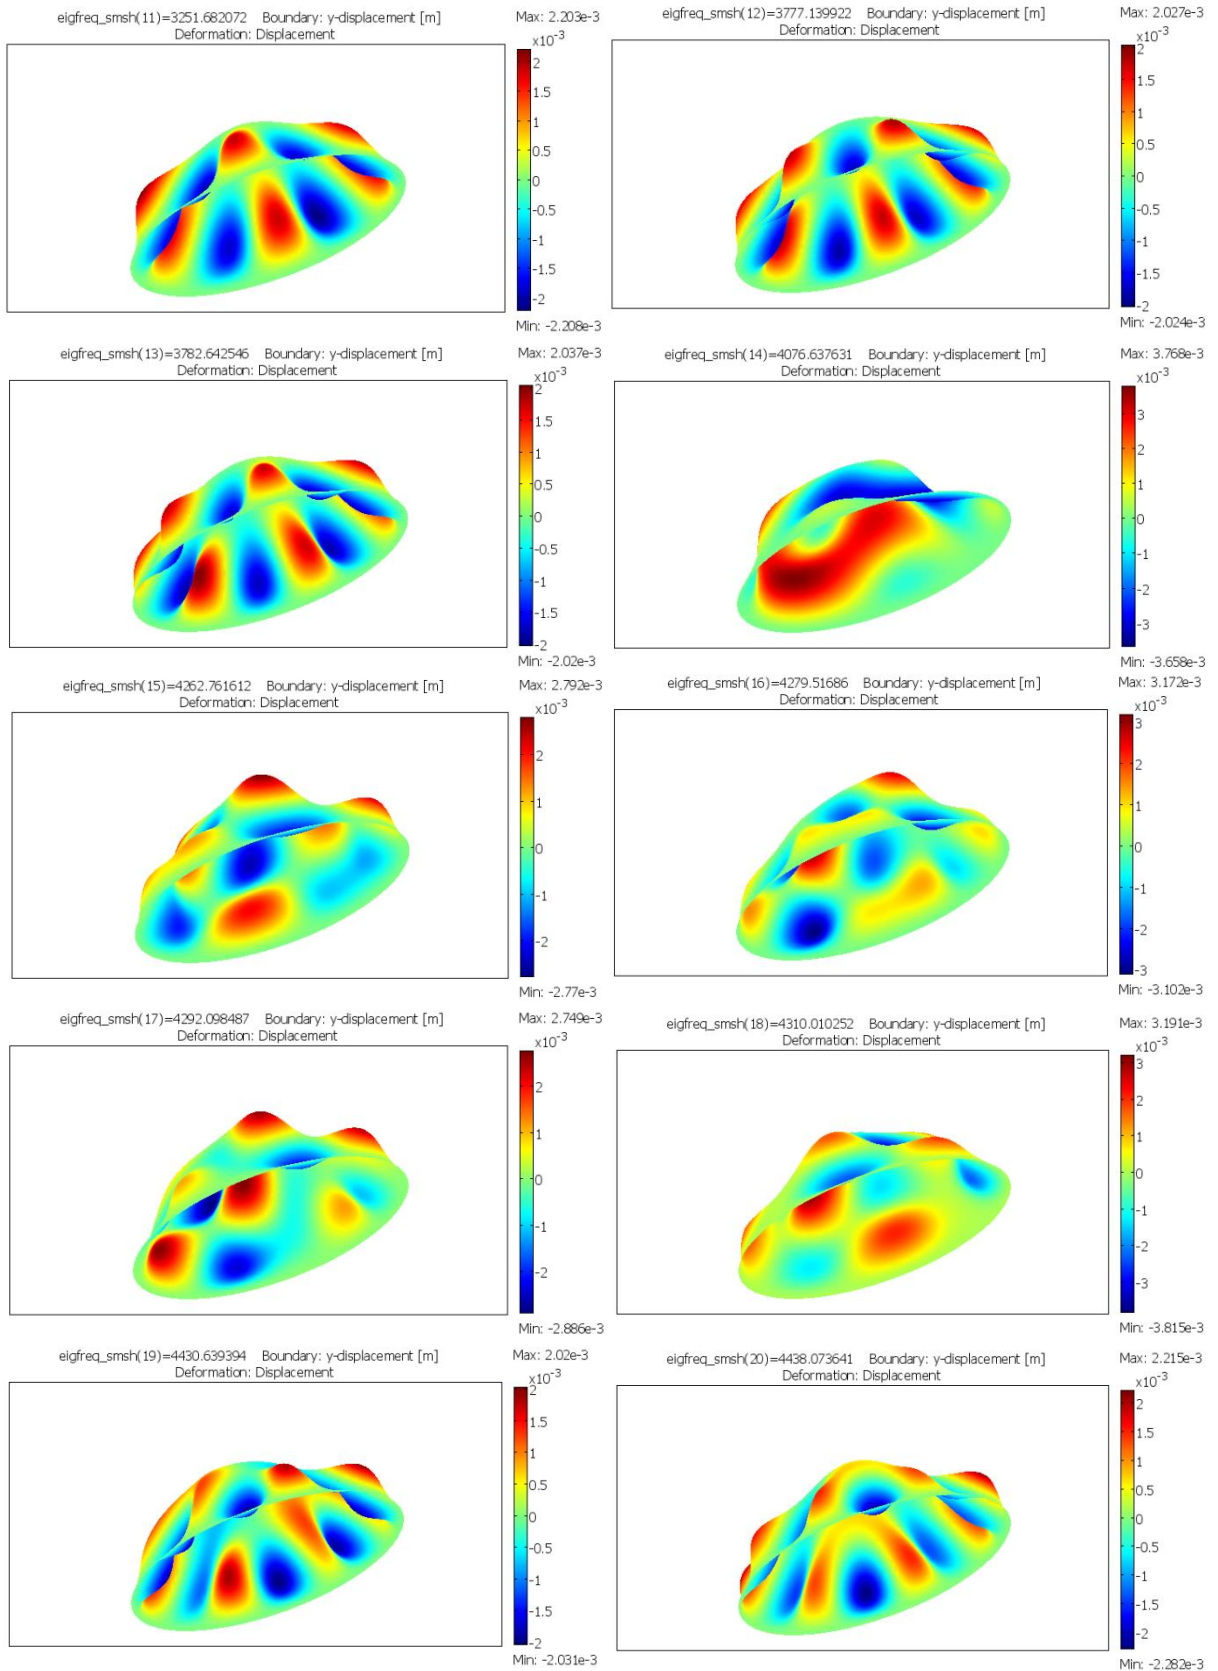 eigfreq_smsh(11)=3251.682072 Boundary: y-displacement [m] Max: 2.203e-3
Deformation: Displacement
x10-3
2
1.5
1
0.5
0
-0.5
-1
-1.5
-2
Min: -2.208e-3
eigfreq_smsh(12)=3777.139922 Boundary: y-displacement [m] Max: 2.027e-3
Deformation: Displacement
x10-3
2
1.5
1
0.5
0
-0.5
-1
-1.5
-2
Min: -2.024e-3
eigfreq_smsh(13)=3782.642546 Boundary: y-displacement [m] Max: 2.037e-3
Deformation: Displacement
x10-3
2
1.5
1
0.5
0
-0.5
-1
-1.5
-2
Min: -2.02e-3
eigfreq_smsh(14)=4076.637631 Boundary: y-displacement [m] Max: 3.768e-3
Deformation: Displacement
x10-3
3
2
1
0
-1
-2
-3
Min: -3.658e-3
eigfreq_smsh(15)=4262.761612 Boundary: y-displacement [m] Max: 2.792e-3
Deformation: Displacement
x10-3
2
1
0
-1
-2
Min: -2.77e-3
eigfreq_smsh(16)=4279.51686 Boundary: y-displacement [m] Max: 3.172e-3
Deformation: Displacement
x10-3
3
2
1
0
-1
-2
-3
Min: -3.102e-3
eigfreq_smsh(17)=4292.098487 Boundary: y-displacement [m] Max: 2.749e-3
Deformation: Displacement
x10-3
2
1
0
-1
-2
Min: -2.886e-3
eigfreq_smsh(18)=4310.010252 Boundary: y-displacement [m] Max: 3.191e-3
Deformation: Displacement
x10-3
3
2
1
0
-1
-2
-3
Min: -3.815e-3
eigfreq_smsh(19)=4430.639394 Boundary: y-displacement [m] Max: 2.02e-3
Deformation: Displacement
x10-3
2
1.5
1
0.5
0
-0.5
-1
-1.5
-2
Min: -2.031e-3
eigfreq_smsh(20)=4438.073641 Boundary: y-displacement [m] Max: 2.215e-3
Deformation: Displacement
x10-3
2
1.5
1
0.5
0
-0.5
-1
-1.5
-2
Min: -2.282e-3